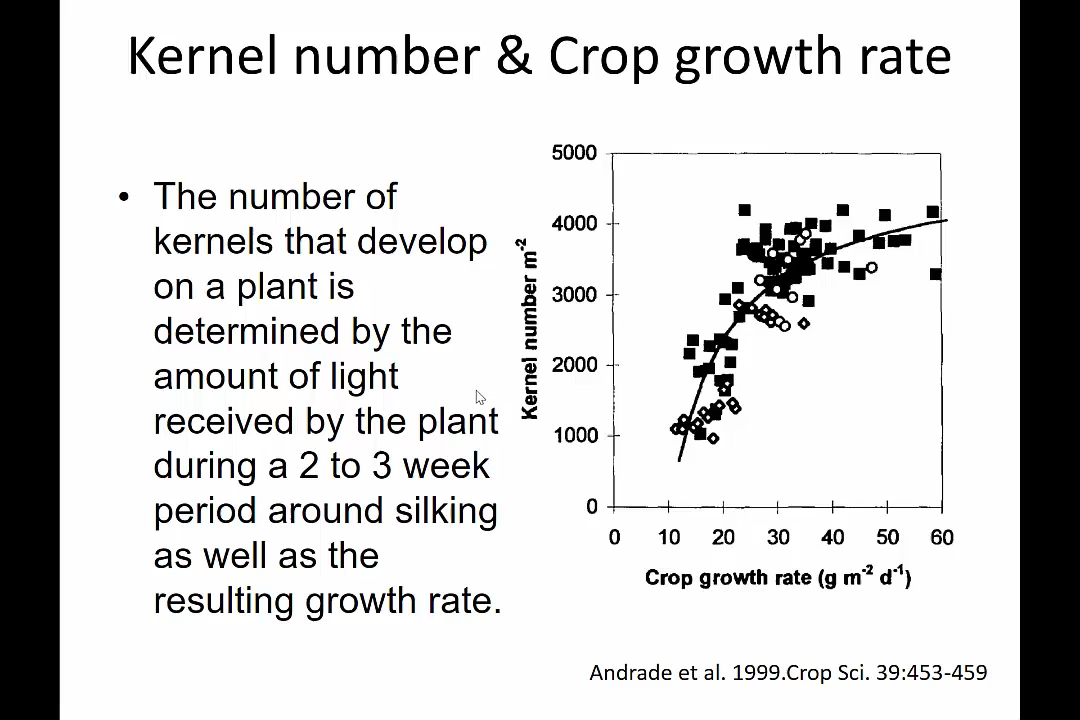 Kernel number & Crop growth rate
• The number of
kernels that develop
on a plant is
determined by the
amount of light
received by the plant
during a 2 to 3 week
period around silking
as well as the
resulting growth rate.
5000
4000
3000
2000
1000
0
Kernel number m⁻²
0 10 20 30 40 50 60
Crop growth rate (g m⁻² d⁻¹)
Andrade et al. 1999.Crop Sci. 39:453-459